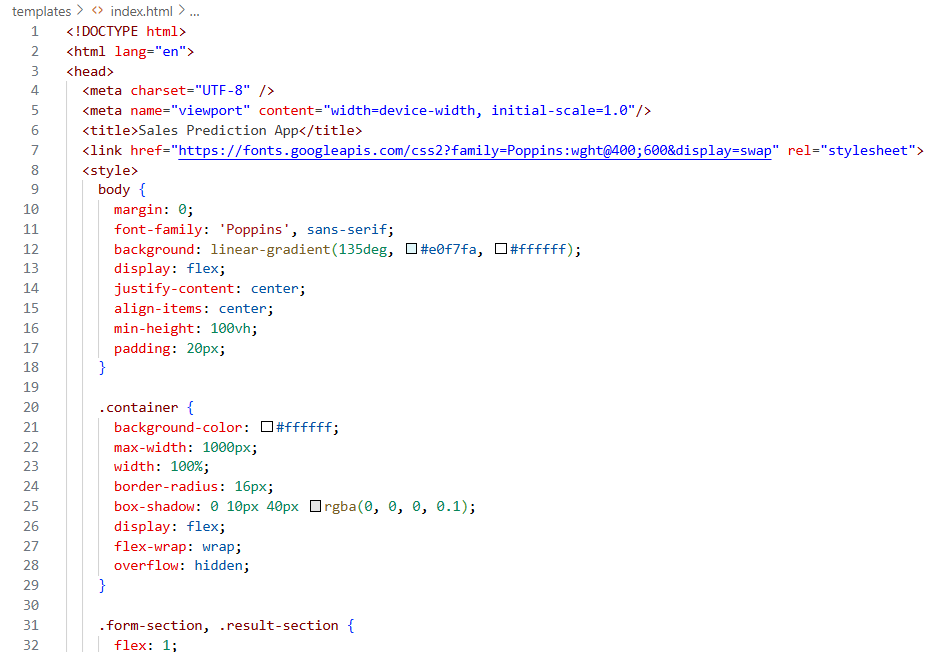 templates > <> index.html > ...
1 <!DOCTYPE html>
2 <html lang="en">
3 <head>
4   <meta charset="UTF-8" />
5   <meta name="viewport" content="width=device-width, initial-scale=1.0"/>
6   <title>Sales Prediction App</title>
7   <link href="https://fonts.googleapis.com/css2?family=Poppins:wght@400;600&display=swap" rel="stylesheet">
8   <style>
9     body {
10       margin: 0;
11       font-family: 'Poppins', sans-serif;
12       background: linear-gradient(135deg, #e0f7fa, #ffffff);
13       display: flex;
14       justify-content: center;
15       align-items: center;
16       min-height: 100vh;
17       padding: 20px;
18     }
19
20     .container {
21       background-color: #ffffff;
22       max-width: 1000px;
23       width: 100%;
24       border-radius: 16px;
25       box-shadow: 0 10px 40px rgba(0, 0, 0, 0.1);
26       display: flex;
27       flex-wrap: wrap;
28       overflow: hidden;
29     }
30
31     .form-section, .result-section {
32       flex: 1;